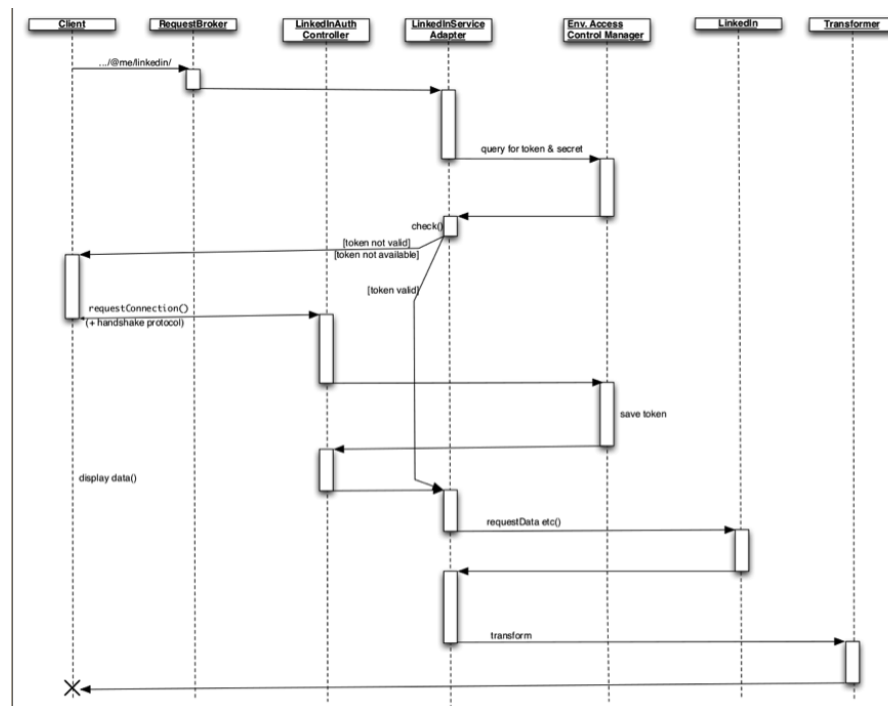 Client
RequestBroker
LinkedInAuth
Controller
LinkedInService
Adapter
Env. Access
Control Manager
LinkedIn
Transformer
.../@me/linkedin/
query for token & secret
check()
[token not valid]
[token not available]
[token valid]
requestConnection()
(+ handshake protocol)
save token
display data()
requestData etc()
transform